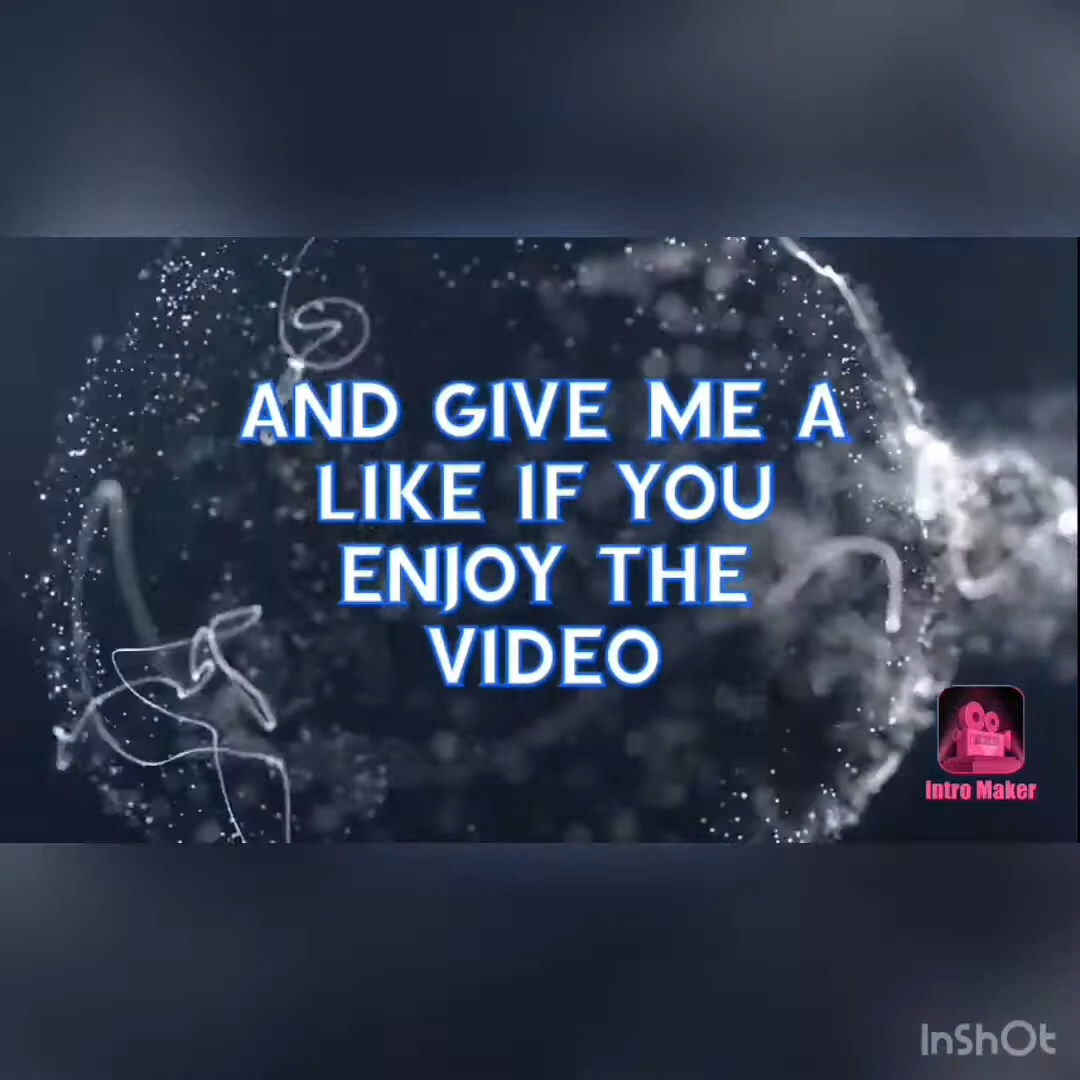 AND GIVE ME A
LIKE IF YOU
ENJOY THE
VIDEO
Intro Maker
InShOt